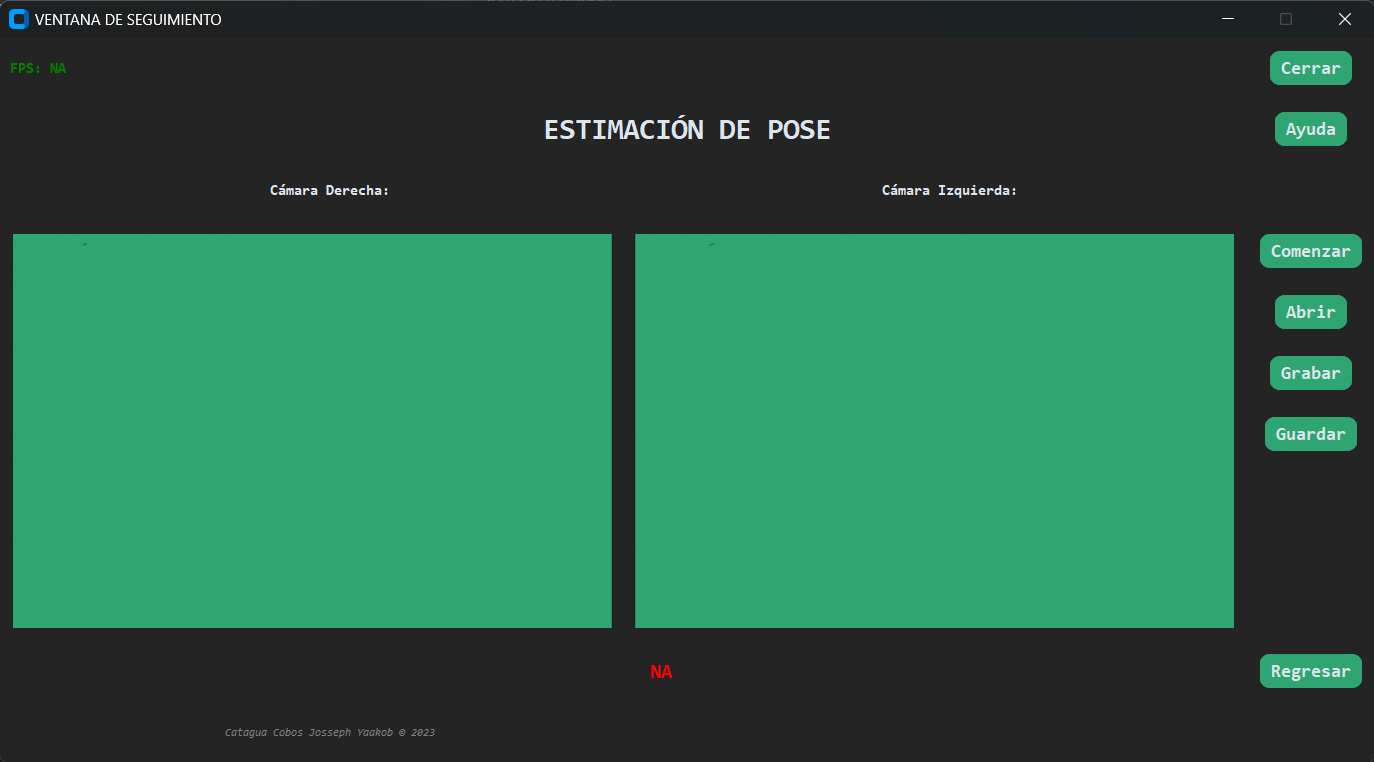 VENTANA DE SEGUIMIENTO
FPS: NA
Cerrar
ESTIMACIÓN DE POSE
Ayuda
Cámara Derecha:
Cámara Izquierda:
Comenzar
Abrir
Grabar
Guardar
NA
Regresar
Catagua Cobos Josseph Yaakob © 2023